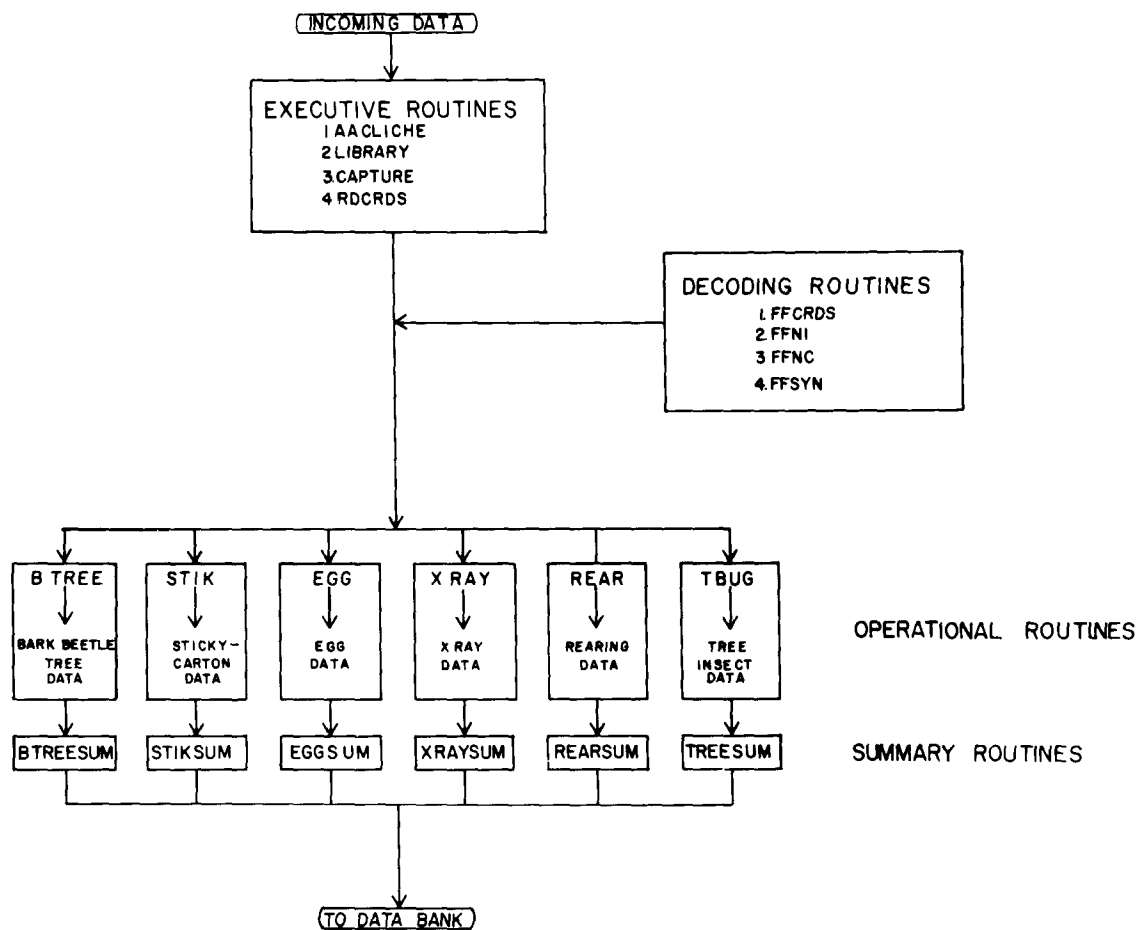 INCOMING DATA
EXECUTIVE ROUTINES
1 AACLICHE
2 LIBRARY
3. CAPTURE
4 RDCRDS
DECODING ROUTINES
1. FFCRDS
2. FFNI
3 FFNC
4. FFSYN
B TREE
BARK BEETLE
TREE
DATA
STIK
STICKY-
CARTON
DATA
EGG
EGG
DATA
X RAY
X RAY
DATA
REAR
REARING
DATA
TBUG
TREE
INSECT
DATA
OPERATIONAL ROUTINES
BTREESUM
STIKSUM
EGGSUM
XRAYSUM
REARSUM
TREESUM
SUMMARY ROUTINES
TO DATA BANK